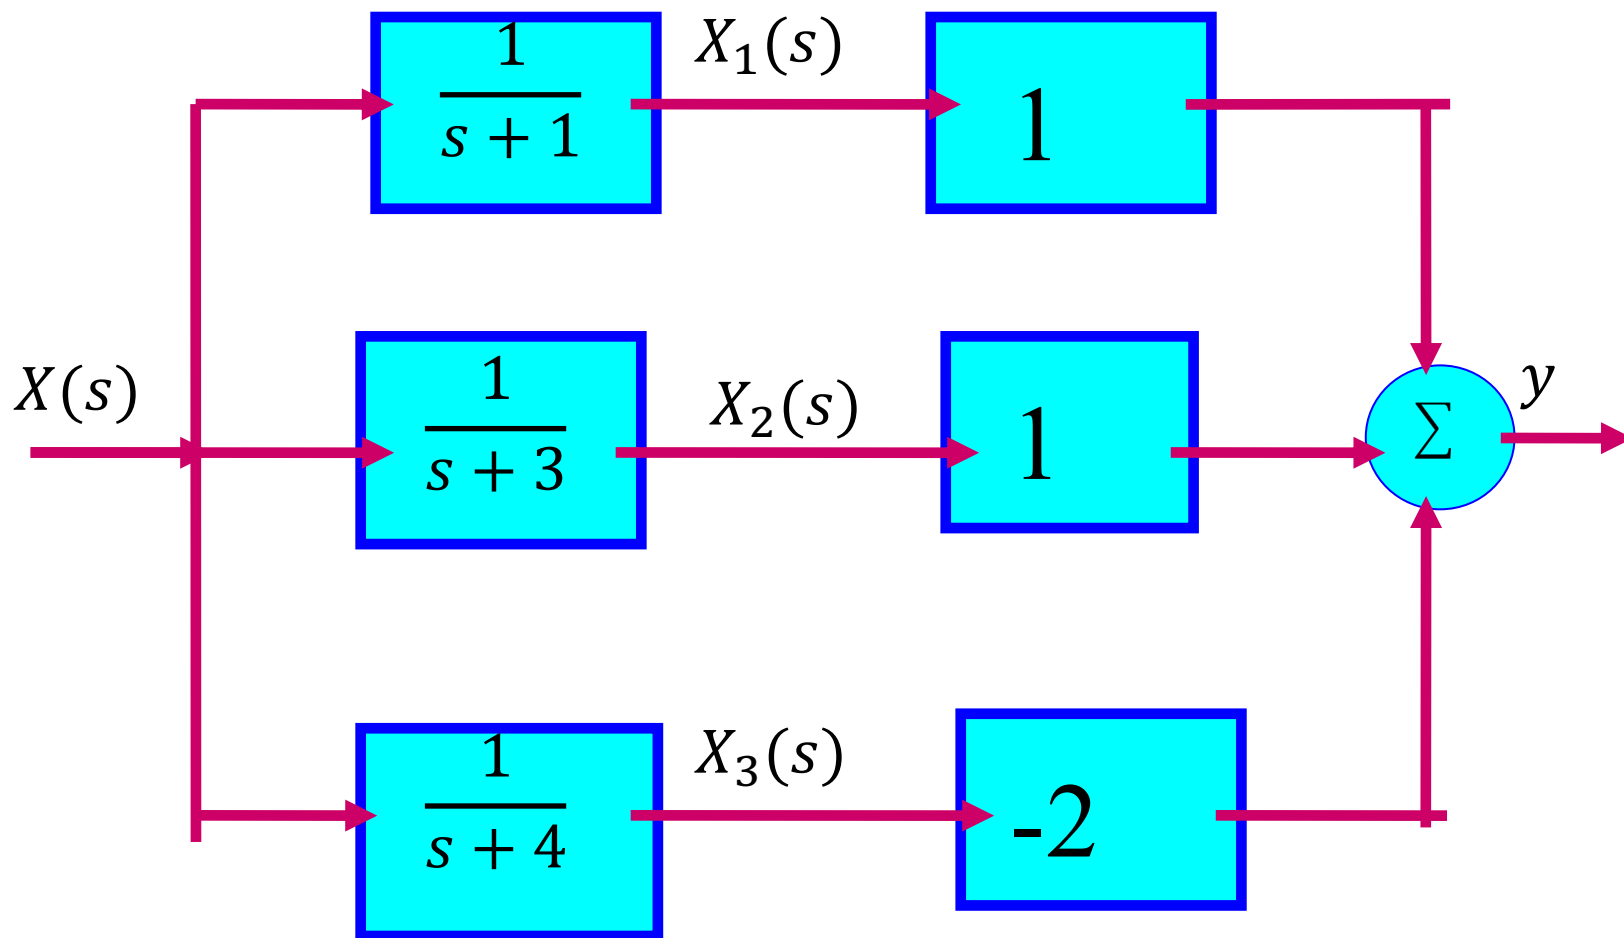 1
s + 1
X₁(s)
1
X(s)
1
s + 3
X₂(s)
1
∑
y
1
s + 4
X₃(s)
-2